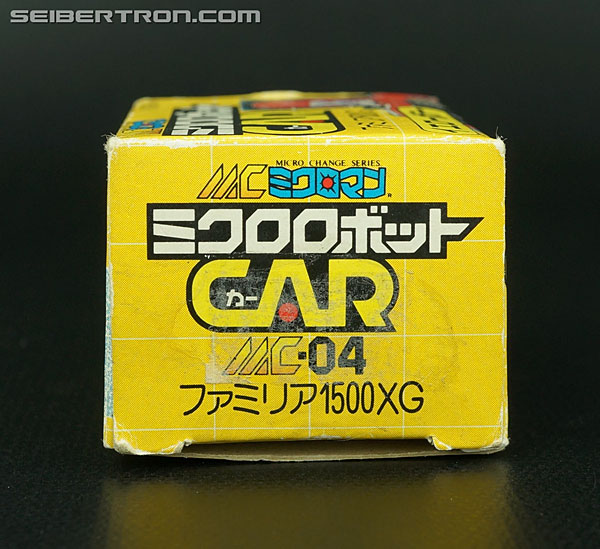 SEIBERTRON.COM
MICRO CHANGE SERIES
MC ミクロマン
ミクロロボット
カー
CAR
MC-04
ファミリア1500XG